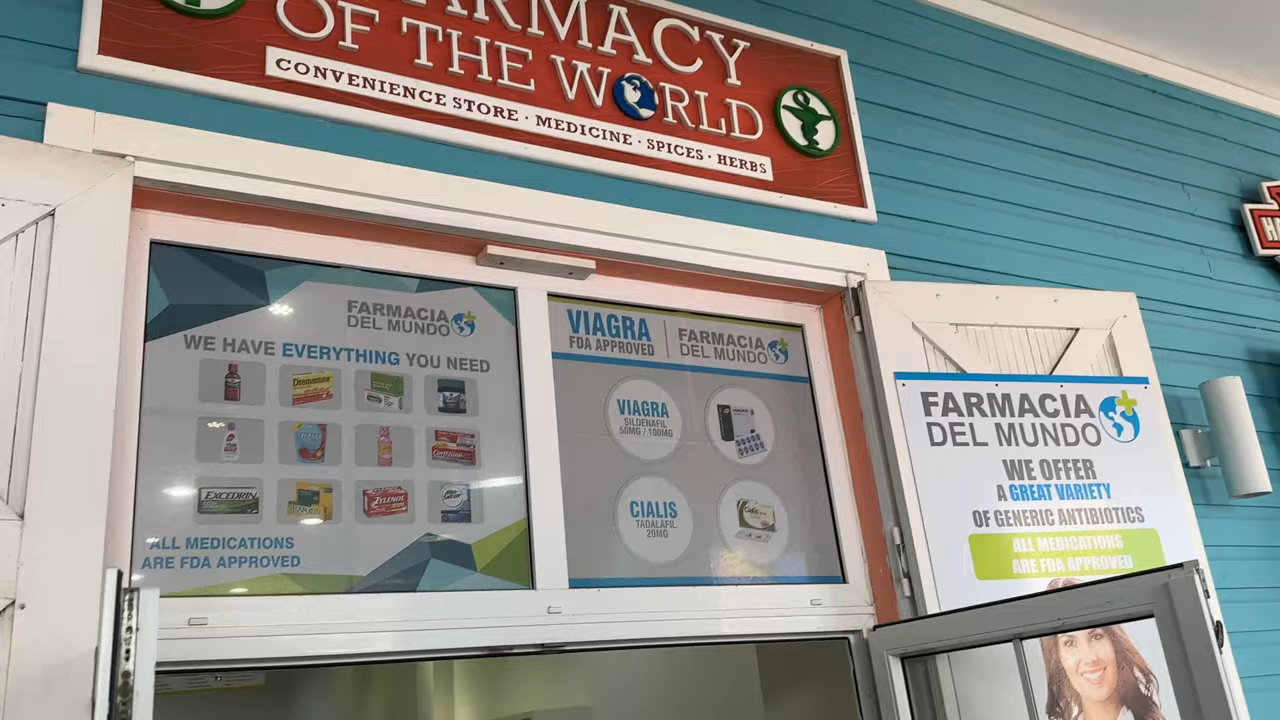 OF THE WORLD
CONVENIENCE STORE · MEDICINE · SPICES · HERBS
FARMACIA
DEL MUNDO
WE HAVE EVERYTHING YOU NEED
Dramamine
EXCEDRIN
TYLENOL
ALL MEDICATIONS
ARE FDA APPROVED
VIAGRA
FDA APPROVED
FARMACIA
DEL MUNDO
VIAGRA
SILDENAFIL
50MG / 100MG
CIALIS
TADALAFIL
20MG
FARMACIA
DEL MUNDO
WE OFFER
A GREAT VARIETY
OF GENERIC ANTIBIOTICS
ALL MEDICATIONS
ARE FDA APPROVED